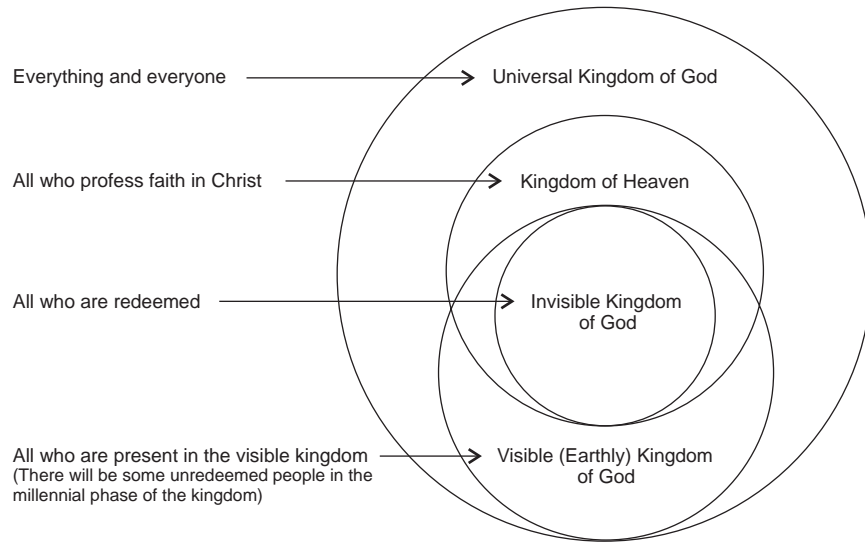 Everything and everyone
Universal Kingdom of God
All who profess faith in Christ
Kingdom of Heaven
All who are redeemed
Invisible Kingdom
of God
All who are present in the visible kingdom
(There will be some unredeemed people in the
millennial phase of the kingdom)
Visible (Earthly) Kingdom
of God